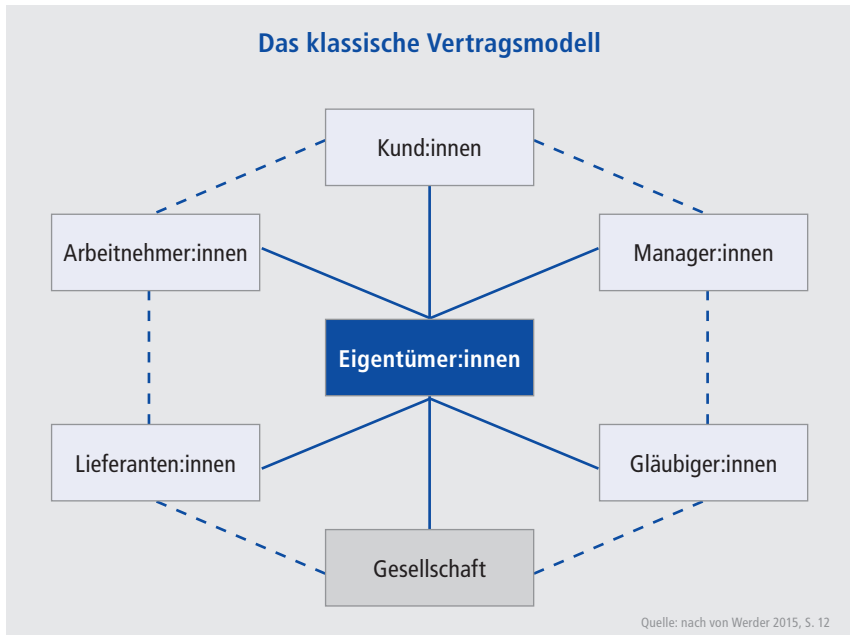 Das klassische Vertragsmodell
Kund:innen
Arbeitnehmer:innen
Manager:innen
Eigentümer:innen
Lieferanten:innen
Gläubiger:innen
Gesellschaft
Quelle: nach von Werder 2015, S. 12